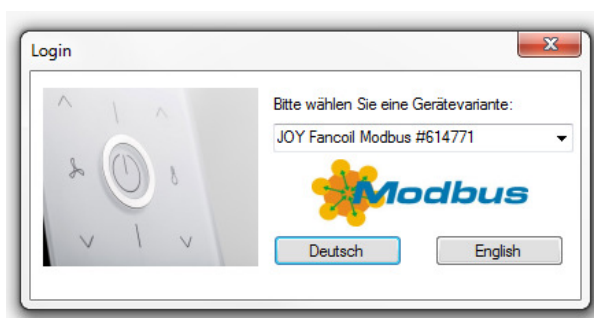 Login
Bitte wählen Sie eine Gerätevariante:
JOY Fancoil Modbus #614771
Modbus
Deutsch
English